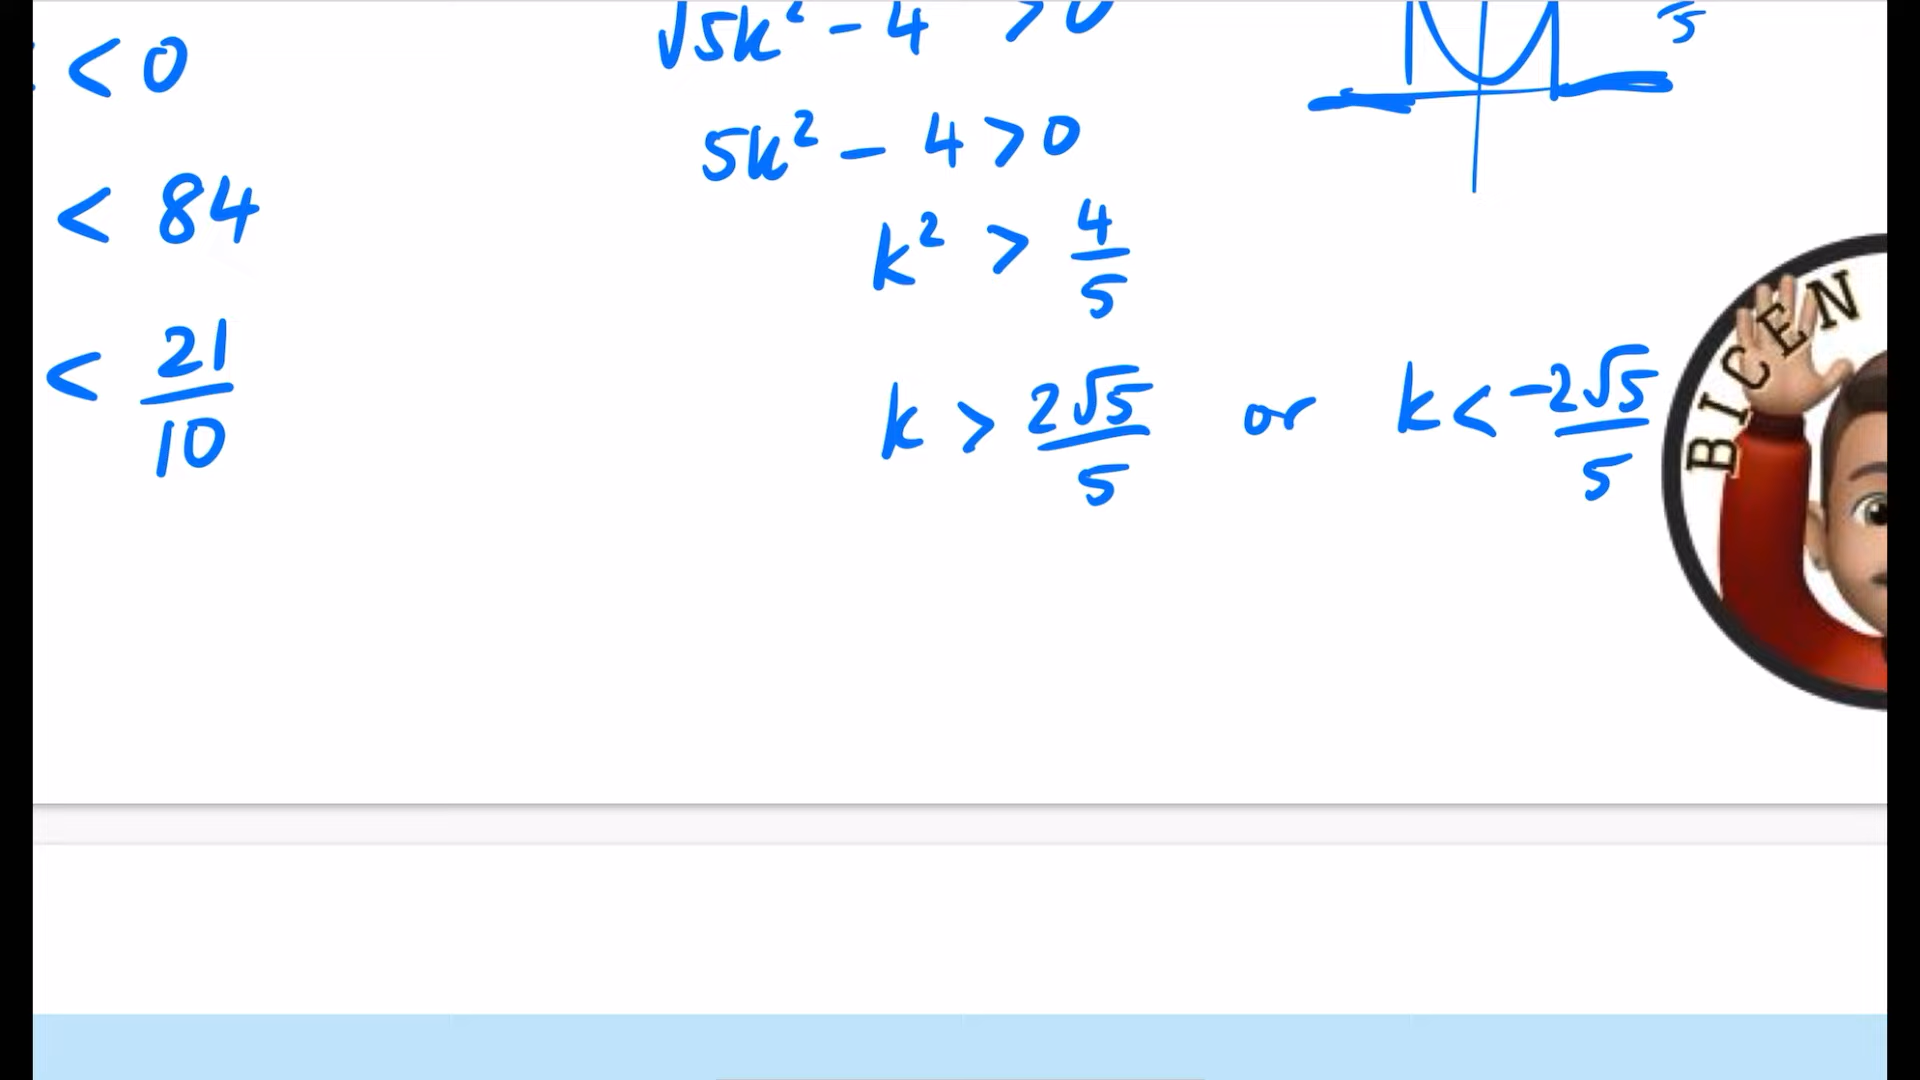 < 0
< 84
< 21/10
√5k² - 4 > 0
5k² - 4 > 0
k² > 4/5
k > 2√5/5 or k < -2√5/5
5
BICEN